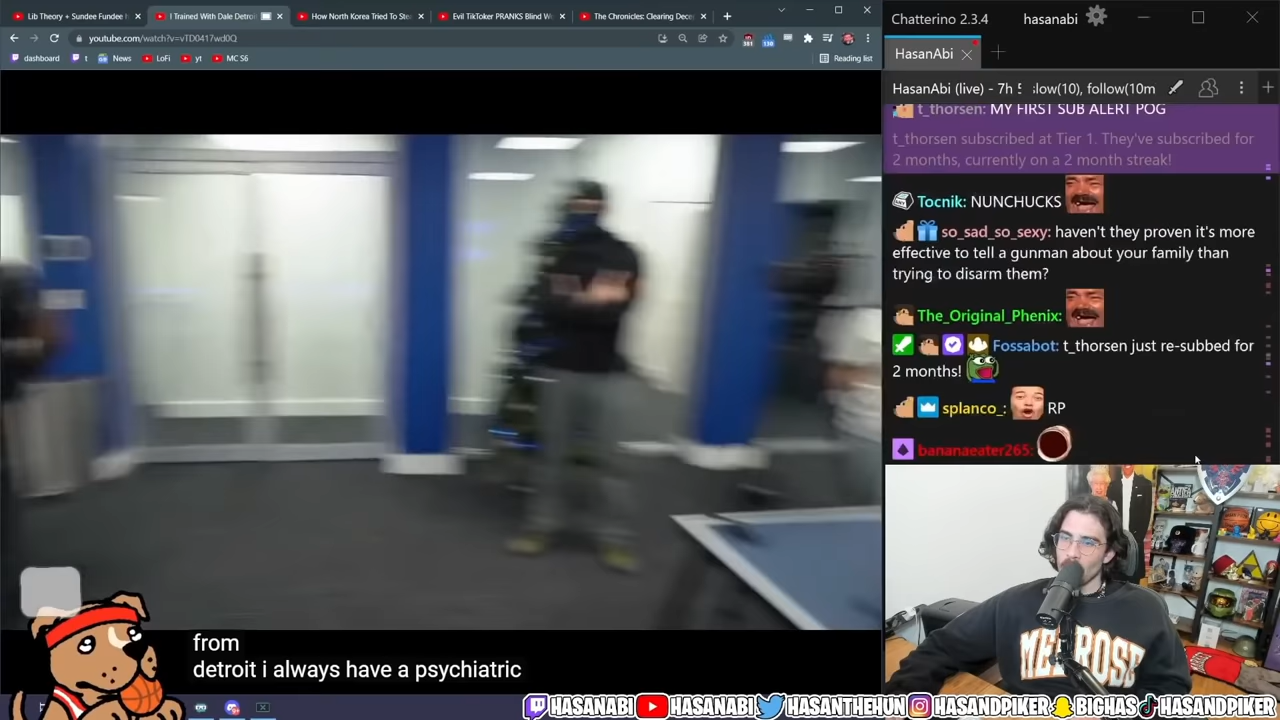 Lib Theory + Sundee Fundee
I Trained With Dale Detroi
How North Korea Tried To Ste
Evil TikToker PRANKS Blind W
The Chronicles: Clearing Dece
youtube.com/watch?v=vTD0417wd0Q
381
dashboard
t
News
LoFi
yt
MC S6
Reading list
Chatterino 2.3.4
hasanabi
HasanAbi
HasanAbi (live) - 7h 5
slow(10), follow(10m
t_thorsen: MY FIRST SUB ALERT POG
t_thorsen subscribed at Tier 1. They've subscribed for
2 months, currently on a 2 month streak!
Tocnik: NUNCHUCKS
so_sad_so_sexy: haven't they proven it's more
effective to tell a gunman about your family than
trying to disarm them?
The_Original_Phenix:
Fossabot: t_thorsen just re-subbed for
2 months!
splanco_: RP
bananaeater265:
MELROSE
from
detroit i always have a psychiatric
HASANABI
HASANABI
HASANTHEHUN
HASANDPIKER
BIGHAS
HASANDPIKER